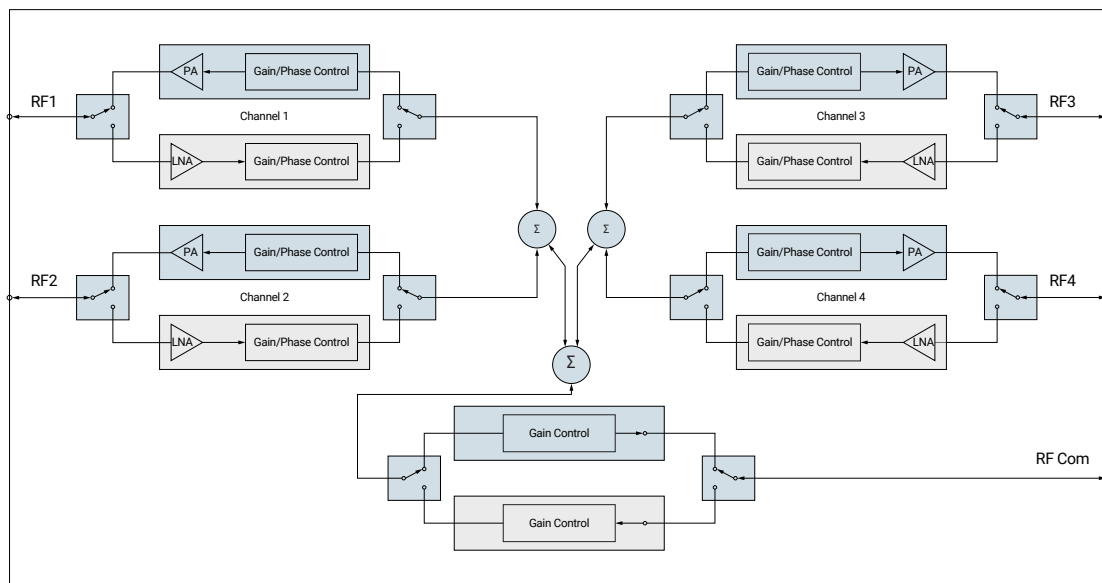 PA
Gain/Phase Control
RF1
Channel 1
LNA
Gain/Phase Control
Gain/Phase Control
PA
RF3
Channel 3
Gain/Phase Control
LNA
Σ
Σ
PA
Gain/Phase Control
RF2
Channel 2
LNA
Gain/Phase Control
Gain/Phase Control
PA
RF4
Channel 4
Gain/Phase Control
LNA
Σ
Gain Control
RF Com
Gain Control